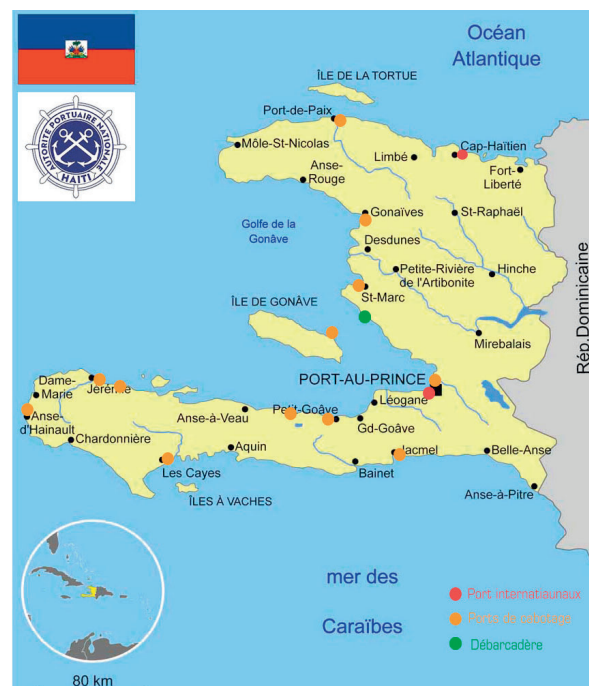 Océan
Atlantique
AUTORITÉ PORTUAIRE NATIONALE
HAITI
ÎLE DE LA TORTUE
Port-de-Paix
Môle-St-Nicolas
Limbé
Cap-Haïtien
Anse-
Rouge
Fort-
Liberté
Gonaïves
St-Raphaël
Golfe de la
Gonâve
Desdunes
Petite-Rivière
de l'Artibonite
Hinche
St-Marc
ÎLE DE GONÂVE
Mirebalais
Rép.Dominicaine
PORT-AU-PRINCE
Dame-
Marie
Jérémie
Léogane
Anse-à-Veau
Petit-Goâve
Anse-
d'Hainault
Gd-Goâve
Chardonnière
Aquin
Jacmel
Belle-Anse
Les Cayes
Bainet
ÎLES À VACHES
Anse-à-Pitre
mer des
Caraïbes
Port internatiaunaux
Ports de cabotage
Débarcadère
80 km